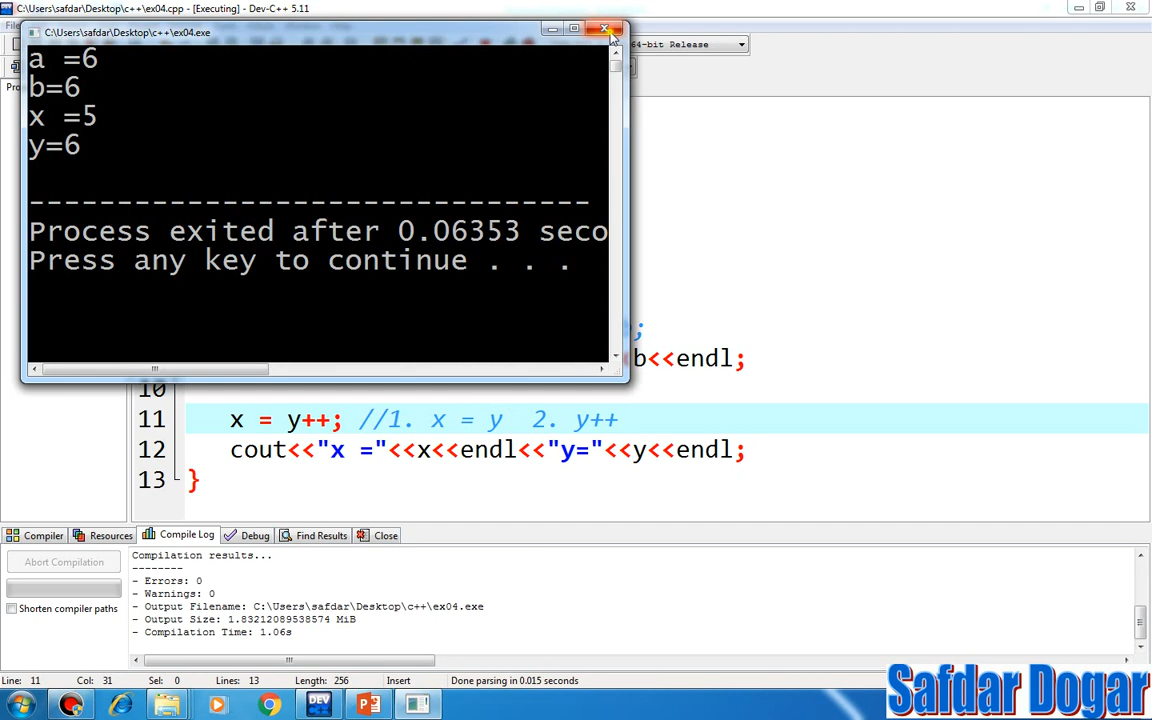 C:\Users\safdar\Desktop\c++\ex04.cpp - [Executing] - Dev-C++ 5.11
C:\Users\safdar\Desktop\c++\ex04.exe
64-bit Release
a =6
b=6
x =5
y=6
--------------------------------
Process exited after 0.06353 seco
Press any key to continue . . .
;
b<<endl;
10
11 x = y++; //1. x = y 2. y++
12 cout<<"x ="<<x<<endl<<"y="<<y<<endl;
13 }
Compiler Resources Compile Log Debug Find Results Close
Abort Compilation
Shorten compiler paths
Compilation results...
--------
- Errors: 0
- Warnings: 0
- Output Filename: C:\Users\safdar\Desktop\c++\ex04.exe
- Output Size: 1.83212089538574 MiB
- Compilation Time: 1.06s
Line: 11 Col: 31 Sel: 0 Lines: 13 Length: 256 Insert Done parsing in 0.015 seconds
DEV
Safdar Dogar